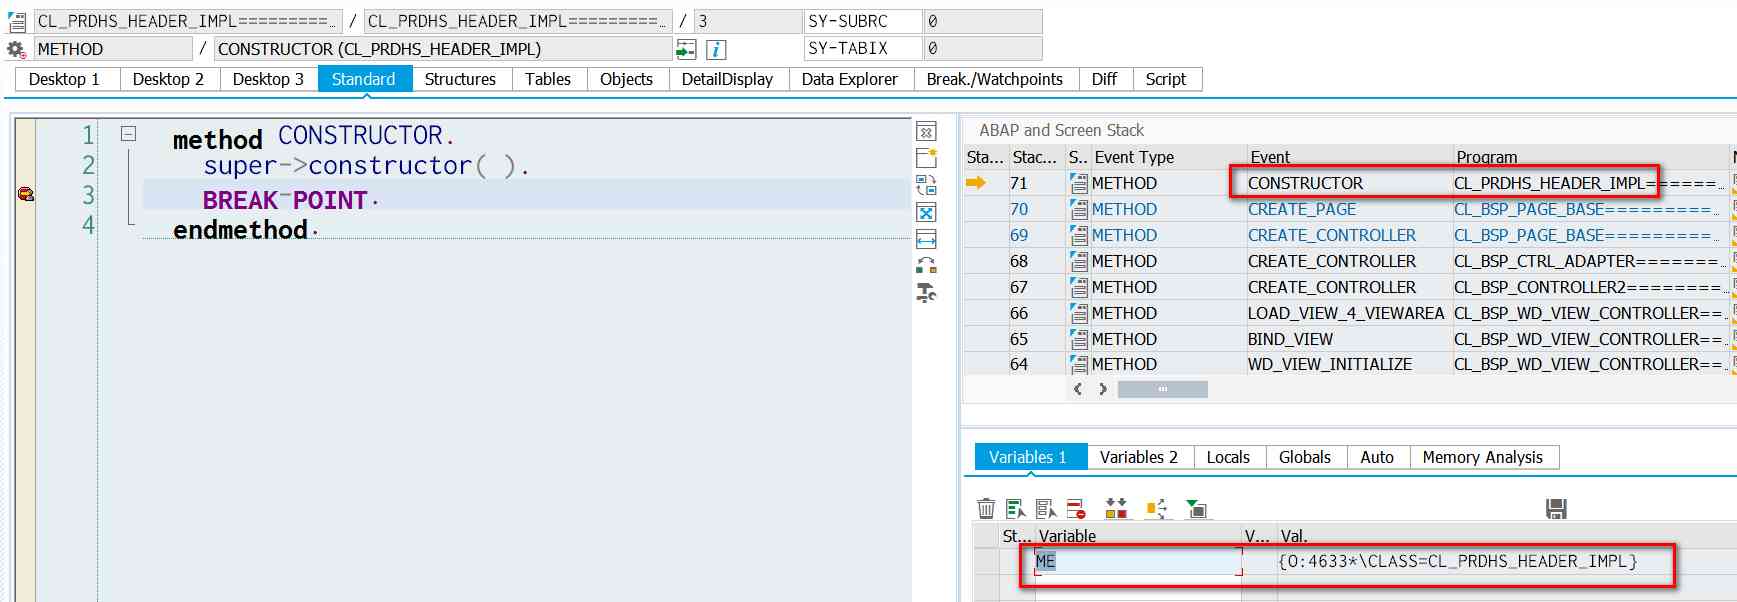 CL_PRDHS_HEADER_IMPL=========... / CL_PRDHS_HEADER_IMPL=========... / 3 SY-SUBRC 0
METHOD / CONSTRUCTOR (CL_PRDHS_HEADER_IMPL) SY-TABIX 0
Desktop 1 Desktop 2 Desktop 3 Standard Structures Tables Objects DetailDisplay Data Explorer Break./Watchpoints Diff Script
1 method CONSTRUCTOR.
2 super->constructor( ).
3 BREAK-POINT.
4 endmethod.
ABAP and Screen Stack
Sta... Stac... S.. Event Type Event Program
71 METHOD CONSTRUCTOR CL_PRDHS_HEADER_IMPL======...
70 METHOD CREATE_PAGE CL_BSP_PAGE_BASE=========...
69 METHOD CREATE_CONTROLLER CL_BSP_PAGE_BASE=========...
68 METHOD CREATE_CONTROLLER CL_BSP_CTRL_ADAPTER=======...
67 METHOD CREATE_CONTROLLER CL_BSP_CONTROLLER2========...
66 METHOD LOAD_VIEW_4_VIEWAREA CL_BSP_WD_VIEW_CONTROLLER==...
65 METHOD BIND_VIEW CL_BSP_WD_VIEW_CONTROLLER==...
64 METHOD WD_VIEW_INITIALIZE CL_BSP_WD_VIEW_CONTROLLER==...
Variables 1 Variables 2 Locals Globals Auto Memory Analysis
St... Variable V... Val.
ME {O:4633*\CLASS=CL_PRDHS_HEADER_IMPL}